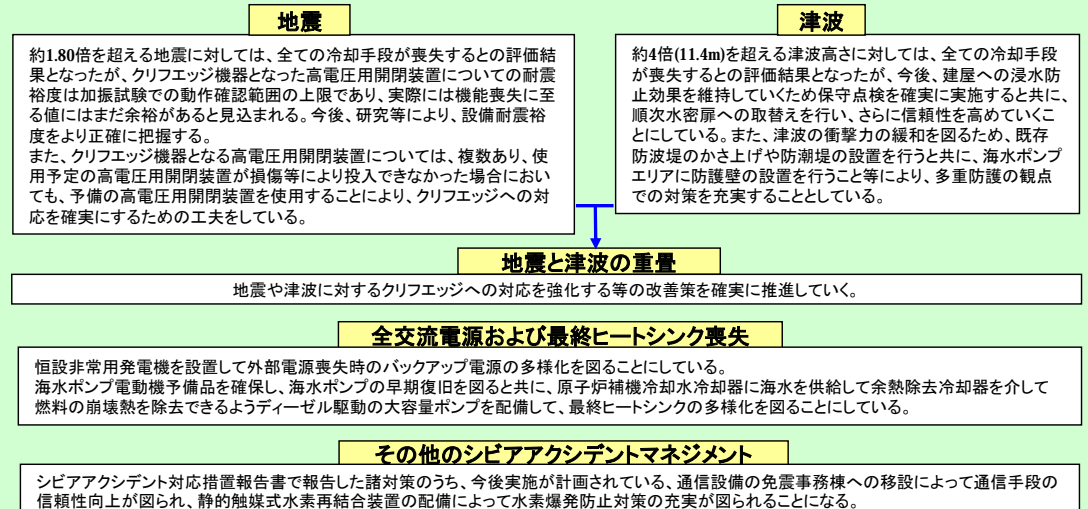 地震
約1.80倍を超える地震に対しては、全ての冷却手段が喪失するとの評価結
果となったが、クリフエッジ機器となった高電圧用開閉装置についての耐震
裕度は加振試験での動作確認範囲の上限であり、実際には機能喪失に至
る値にはまだ余裕があると見込まれる。今後、研究等により、設備耐震裕
度をより正確に把握する。
また、クリフエッジ機器となる高電圧用開閉装置については、複数あり、使
用予定の高電圧用開閉装置が損傷等により投入できなかった場合におい
ても、予備の高電圧用開閉装置を使用することにより、クリフエッジへの対
応を確実にするための工夫をしている。
津波
約4倍(11.4m)を超える津波高さに対しては、全ての冷却手段
が喪失するとの評価結果となったが、今後、建屋への浸水防
止効果を維持していくため保守点検を確実に実施すると共に、
順次水密扉への取替えを行い、さらに信頼性を高めていくこ
とにしている。また、津波の衝撃力の緩和を図るため、既存
防波堤のかさ上げや防潮堤の設置を行うと共に、海水ポンプ
エリアに防護壁の設置を行うこと等により、多重防護の観点
での対策を充実することとしている。
地震と津波の重畳
地震や津波に対するクリフエッジへの対応を強化する等の改善策を確実に推進していく。
全交流電源および最終ヒートシンク喪失
恒設非常用発電機を設置して外部電源喪失時のバックアップ電源の多様化を図ることにしている。
海水ポンプ電動機予備品を確保し、海水ポンプの早期復旧を図ると共に、原子炉補機冷却水冷却器に海水を供給して余熱除去冷却器を介して
燃料の崩壊熱を除去できるようディーゼル駆動の大容量ポンプを配備して、最終ヒートシンクの多様化を図ることにしている。
その他のシビアアクシデントマネジメント
シビアアクシデント対応措置報告書で報告した諸対策のうち、今後実施が計画されている、通信設備の免震事務棟への移設によって通信手段の
信頼性向上が図られ、静的触媒式水素再結合装置の配備によって水素爆発防止対策の充実が図られることになる。